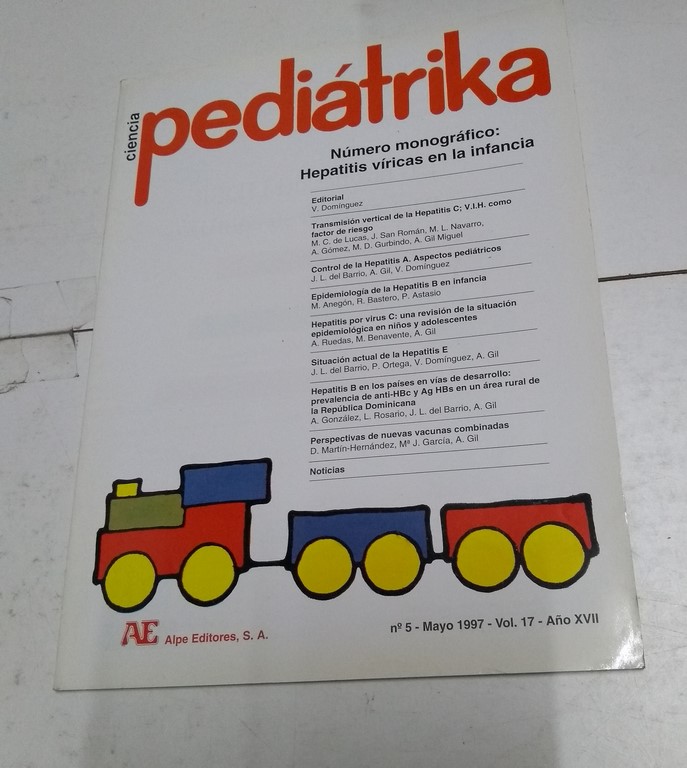 ciencia
pediátrika
Número monográfico:
Hepatitis víricas en la infancia
Editorial
V. Domínguez
Transmisión vertical de la Hepatitis C; V.I.H. como
factor de riesgo
M. C. de Lucas, J. San Román, M. L. Navarro,
A. Gómez, M. D. Gurbindo, A. Gil Miguel
Control de la Hepatitis A. Aspectos pediátricos
J. L. del Barrio, A. Gil, V. Domínguez
Epidemiología de la Hepatitis B en infancia
M. Anegón, R. Bastero, P. Astasio
Hepatitis por virus C: una revisión de la situación
epidemiológica en niños y adolescentes
A. Ruedas, M. Benavente, A. Gil
Situación actual de la Hepatitis E
J. L. del Barrio, P. Ortega, V. Domínguez, A. Gil
Hepatitis B en los países en vías de desarrollo:
prevalencia de anti-HBc y Ag HBs en un área rural de
la República Dominicana
A. González, L. Rosario, J. L. del Barrio, A. Gil
Perspectivas de nuevas vacunas combinadas
D. Martín-Hernández, Mª J. García, A. Gil
Noticias
AE Alpe Editores, S. A.
nº 5 - Mayo 1997 - Vol. 17 - Año XVII